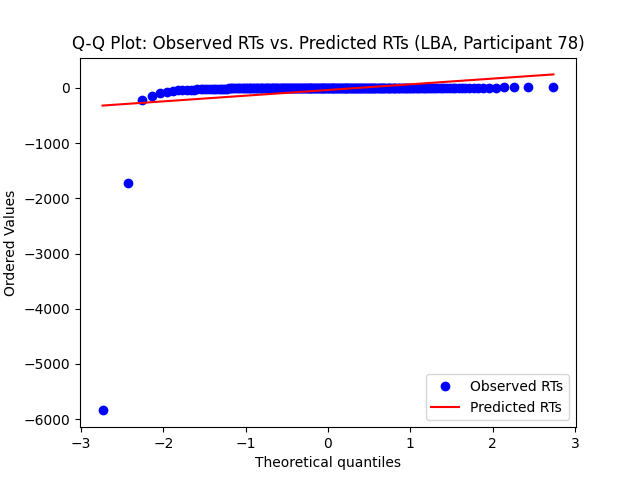 Q-Q Plot: Observed RTs vs. Predicted RTs (LBA, Participant 78)
Ordered Values
0
−1000
−2000
−3000
−4000
−5000
−6000
−3
−2
−1
0
1
2
3
Theoretical quantiles
Observed RTs
Predicted RTs